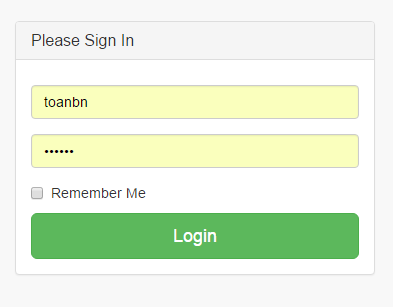 Please Sign In
toanbn
••••••
Remember Me
Login